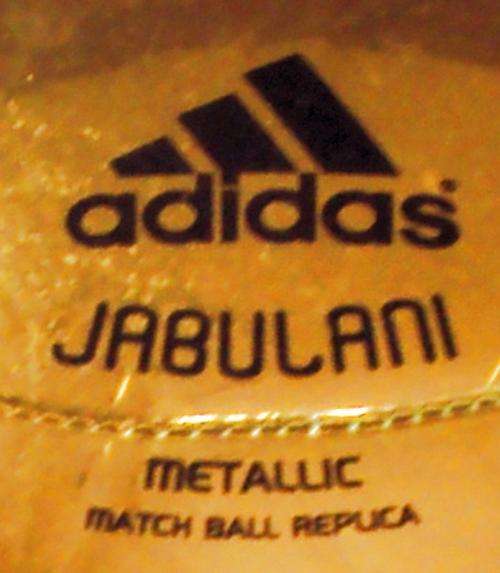 adidas
JABULANI
METALLIC
MATCH BALL REPLICA